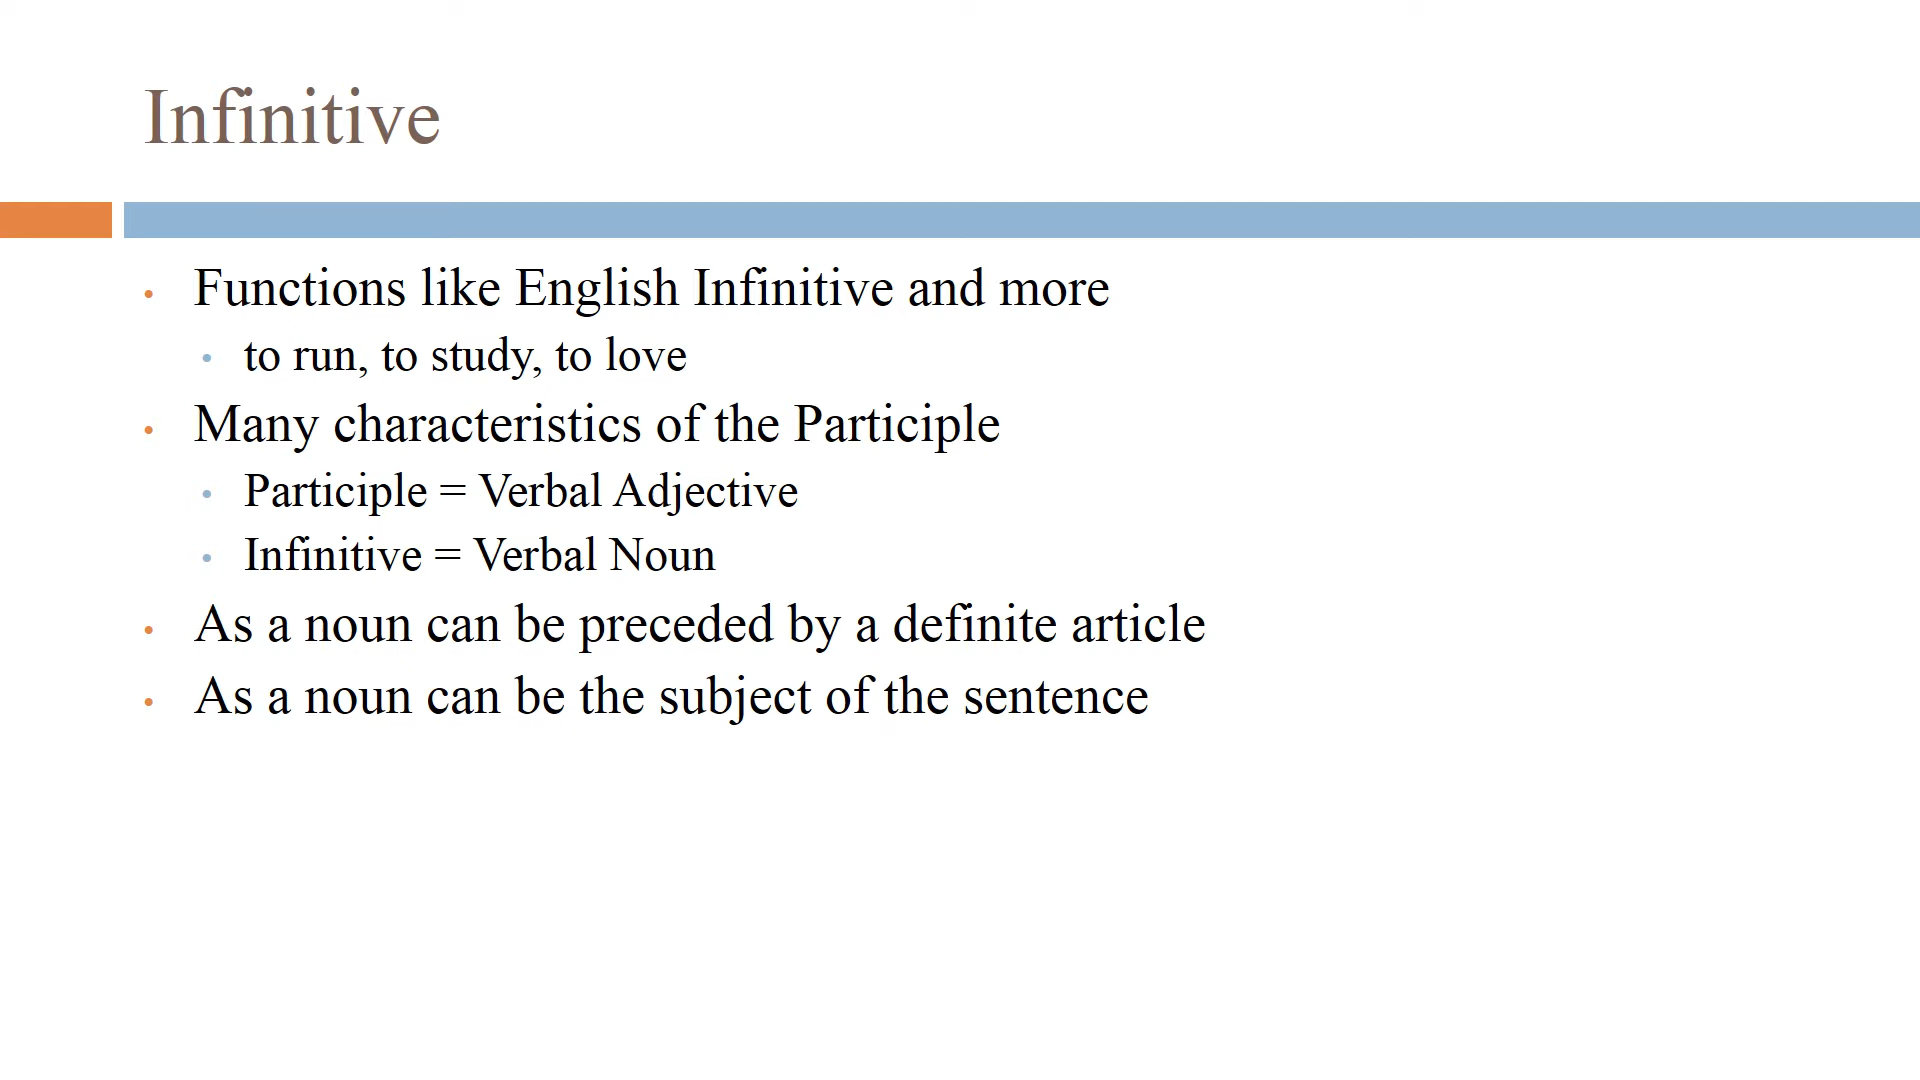 Infinitive
• Functions like English Infinitive and more
• to run, to study, to love
• Many characteristics of the Participle
• Participle = Verbal Adjective
• Infinitive = Verbal Noun
• As a noun can be preceded by a definite article
• As a noun can be the subject of the sentence